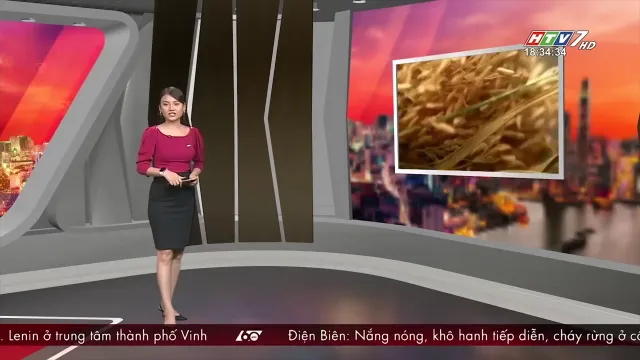 HTV7 HD
18:34:34
. Lenin ở trung tâm thành phố Vinh 60 Điện Biên: Nắng nóng, khô hanh tiếp diễn, cháy rừng ở